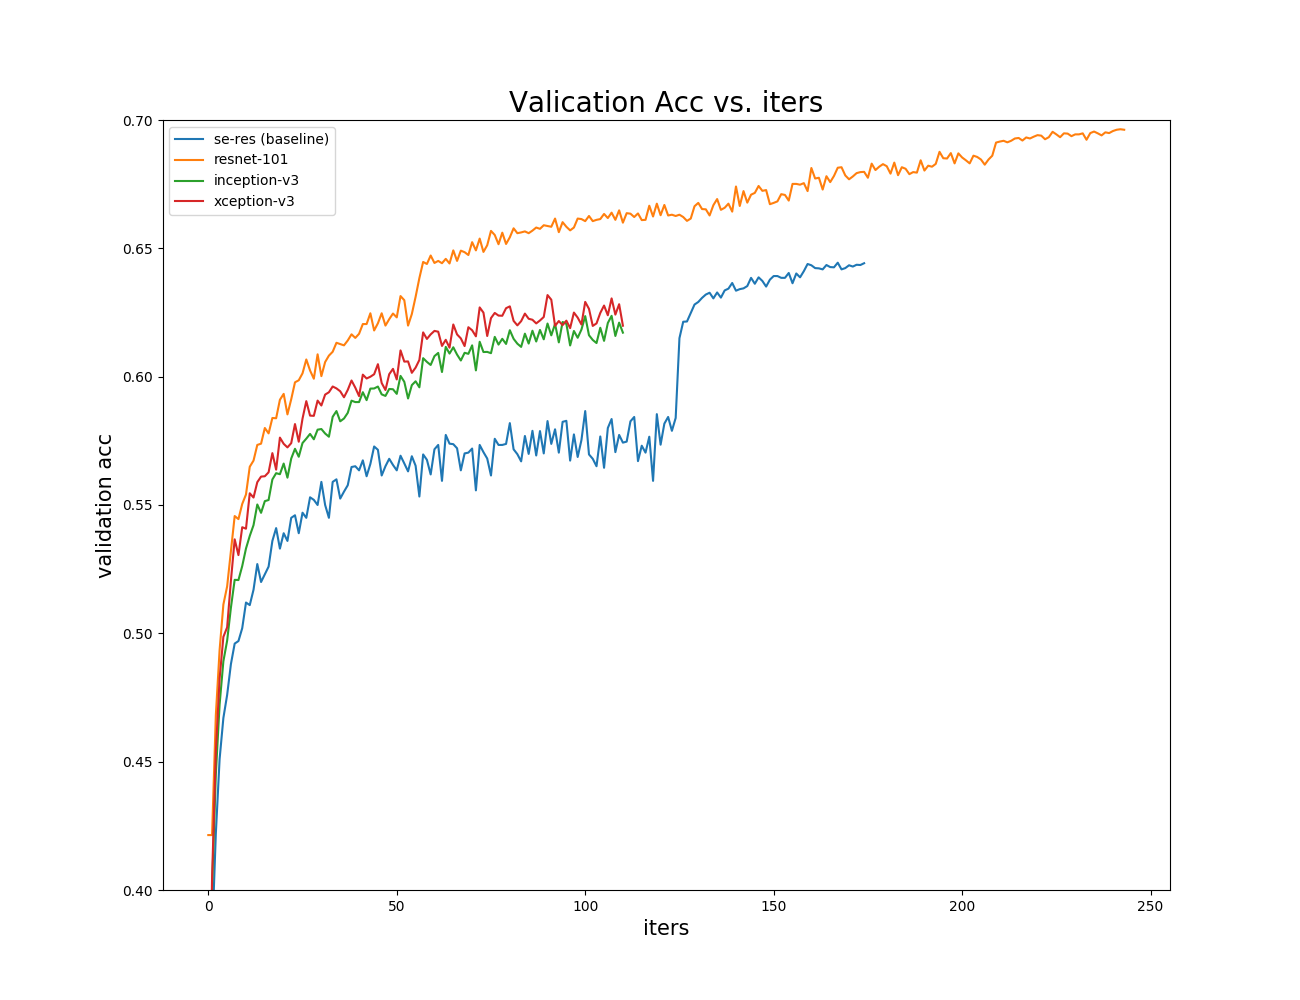 Valication Acc vs. iters
se-res (baseline)
resnet-101
inception-v3
xception-v3
0.70
0.65
0.60
0.55
0.50
0.45
0.40
validation acc
0 50 100 150 200 250
iters